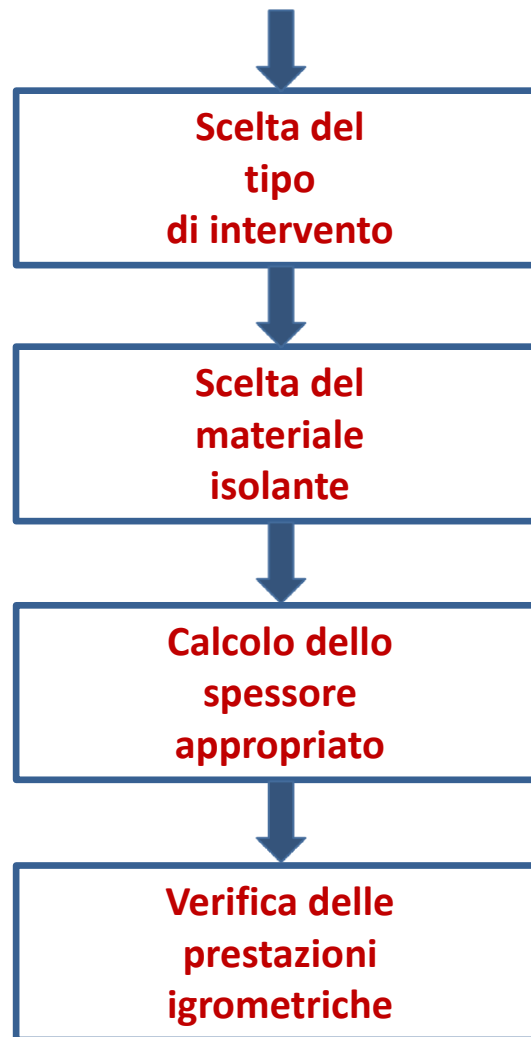 Scelta del
tipo
di intervento
Scelta del
materiale
isolante
Calcolo dello
spessore
appropriato
Verifica delle
prestazioni
igrometriche